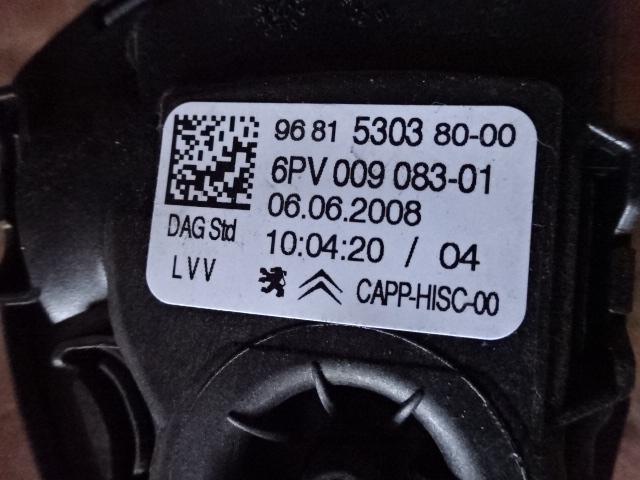 96 81 5303 80-00
6PV 009 083-01
06.06.2008
DAG Std
10:04:20 / 04
LVV
CAPP-HISC-00